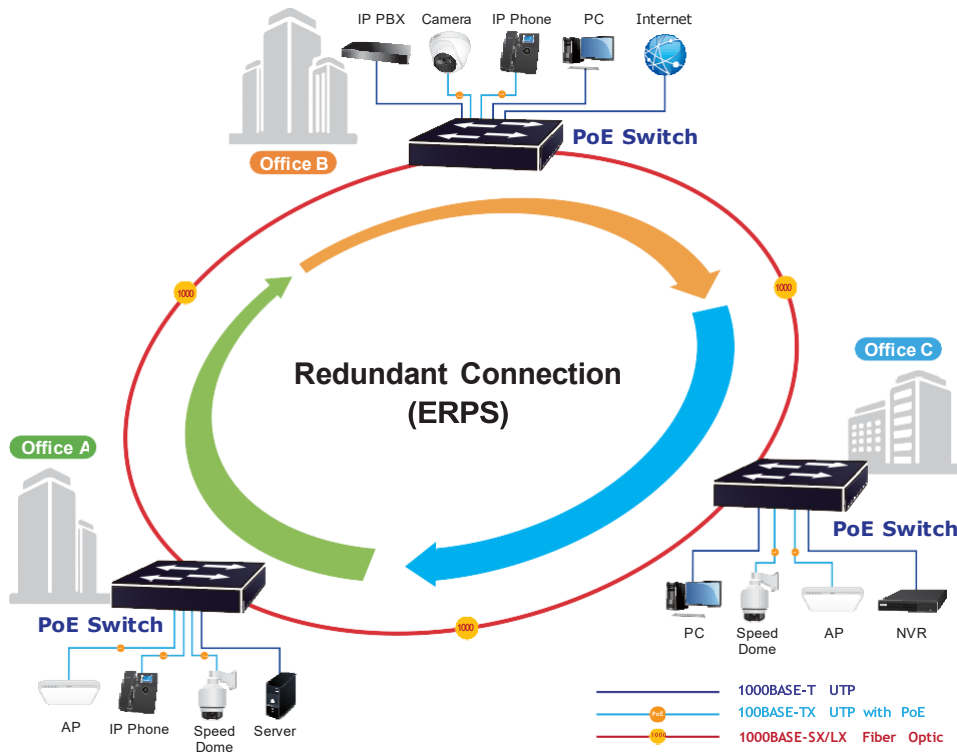 IP PBX
Camera
IP Phone
PC
Internet
PoE Switch
Office B
1000
1000
Redundant Connection
(ERPS)
Office C
Office A
PoE Switch
PoE Switch
1000
PC
Speed
Dome
AP
NVR
AP
IP Phone
Speed
Dome
Server
1000BASE-T UTP
PoE
100BASE-TX UTP with PoE
1000
1000BASE-SX/LX Fiber Optic